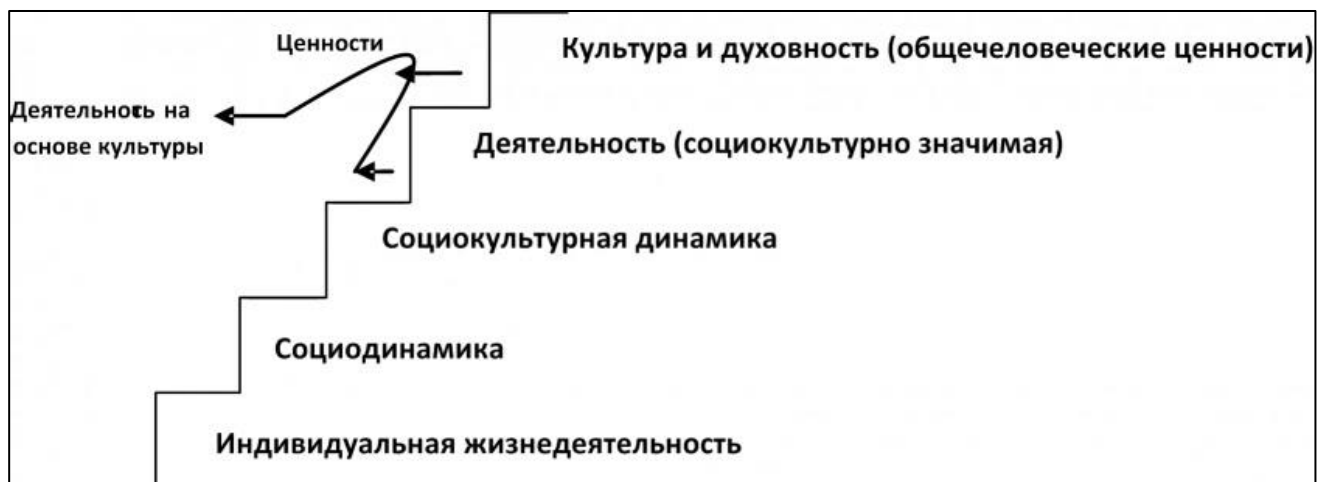 Ценности
Культура и духовность (общечеловеческие ценности)
Деятельность на
основе культуры
Деятельность (социокультурно значимая)
Социокультурная динамика
Социодинамика
Индивидуальная жизнедеятельность